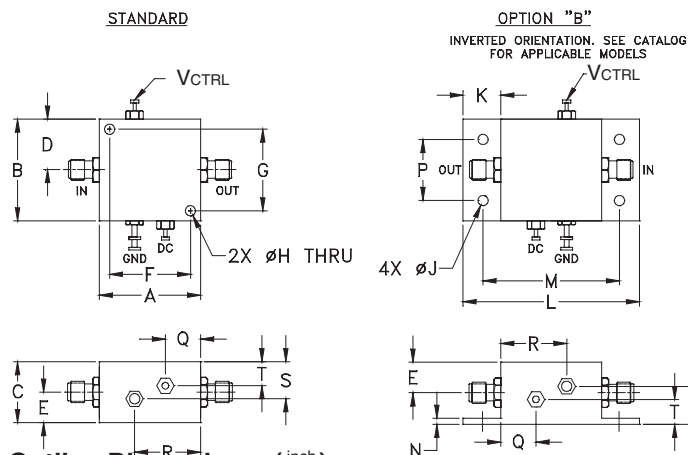 STANDARD
OPTION "B"
INVERTED ORIENTATION. SEE CATALOG
FOR APPLICABLE MODELS
VCTRL
VCTRL
K
D
B
G
P
IN
OUT
OUT
IN
GND
DC
DC
GND
F
A
2X øH THRU
4X øJ
M
L
Q
T
S
C
E
R
R
E
T
N
Q
(inch)